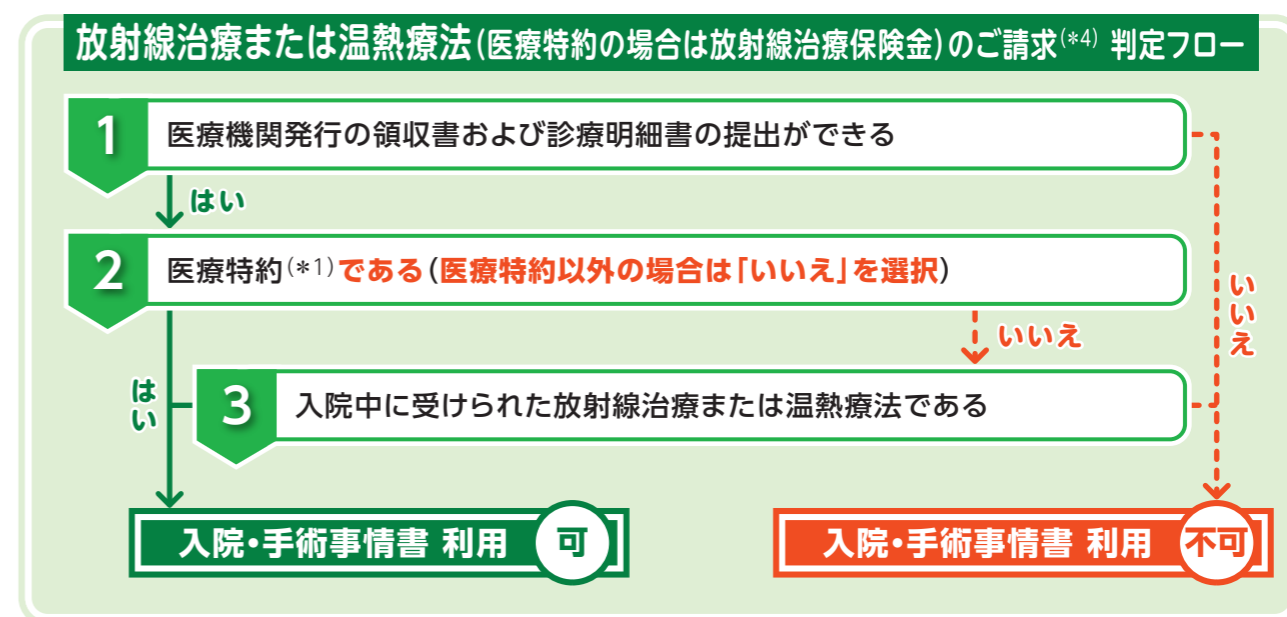 放射線治療または温熱療法(医療特約の場合は放射線治療保険金)のご請求(*4) 判定フロー
1 医療機関発行の領収書および診療明細書の提出ができる
はい
2 医療特約(*1)である(医療特約以外の場合は「いいえ」を選択)
いいえ
いいえ
はい
3 入院中に受けられた放射線治療または温熱療法である
入院・手術事情書 利用 可
入院・手術事情書 利用 不可